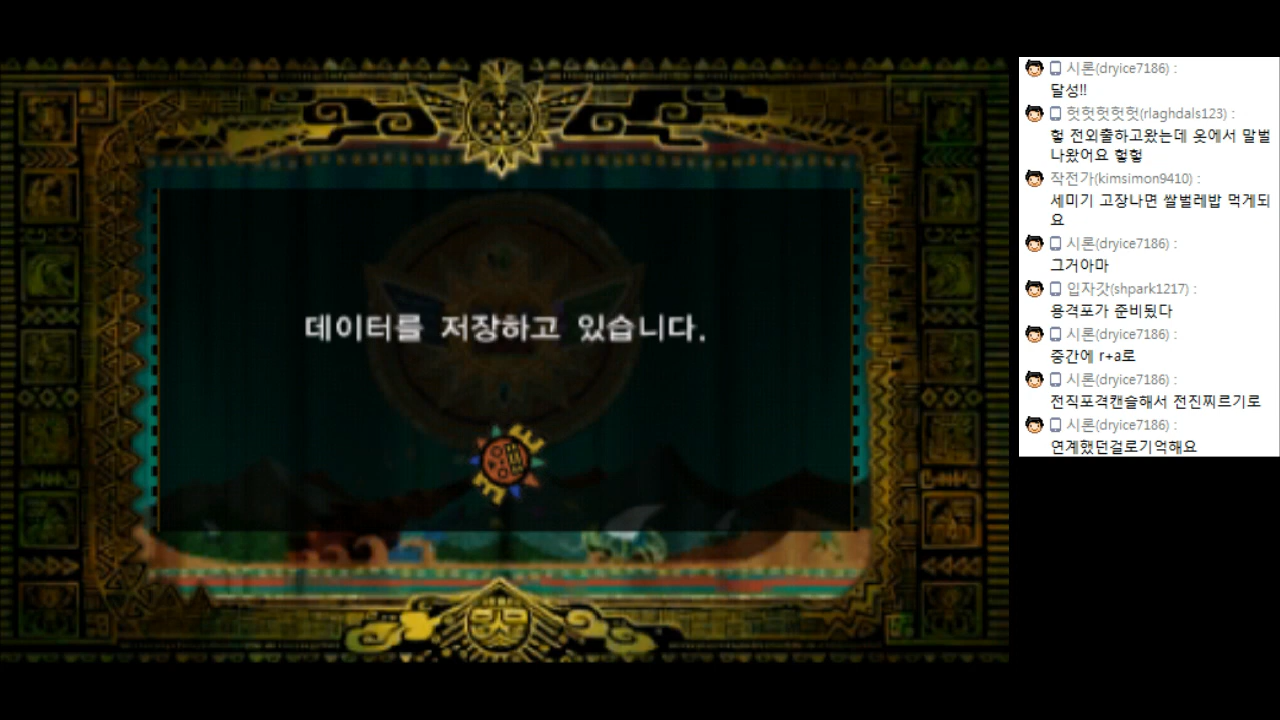 데이터를 저장하고 있습니다.
시론(dryice7186) :
달성!!
헛헛헛헛헛(rlaghdals123) :
헣 전외출하고왔는데 옷에서 말벌
나왔어요 헣헣
작전가(kimsimon9410) :
세미기 고장나면 쌀벌레밥 먹게되
요
시론(dryice7186) :
그거아마
입자갓(shpark1217) :
용격포가 준비됬다
시론(dryice7186) :
중간에 r+a로
시론(dryice7186) :
전직포격캔슬해서 전진찌르기로
시론(dryice7186) :
연계했던걸로기억해요